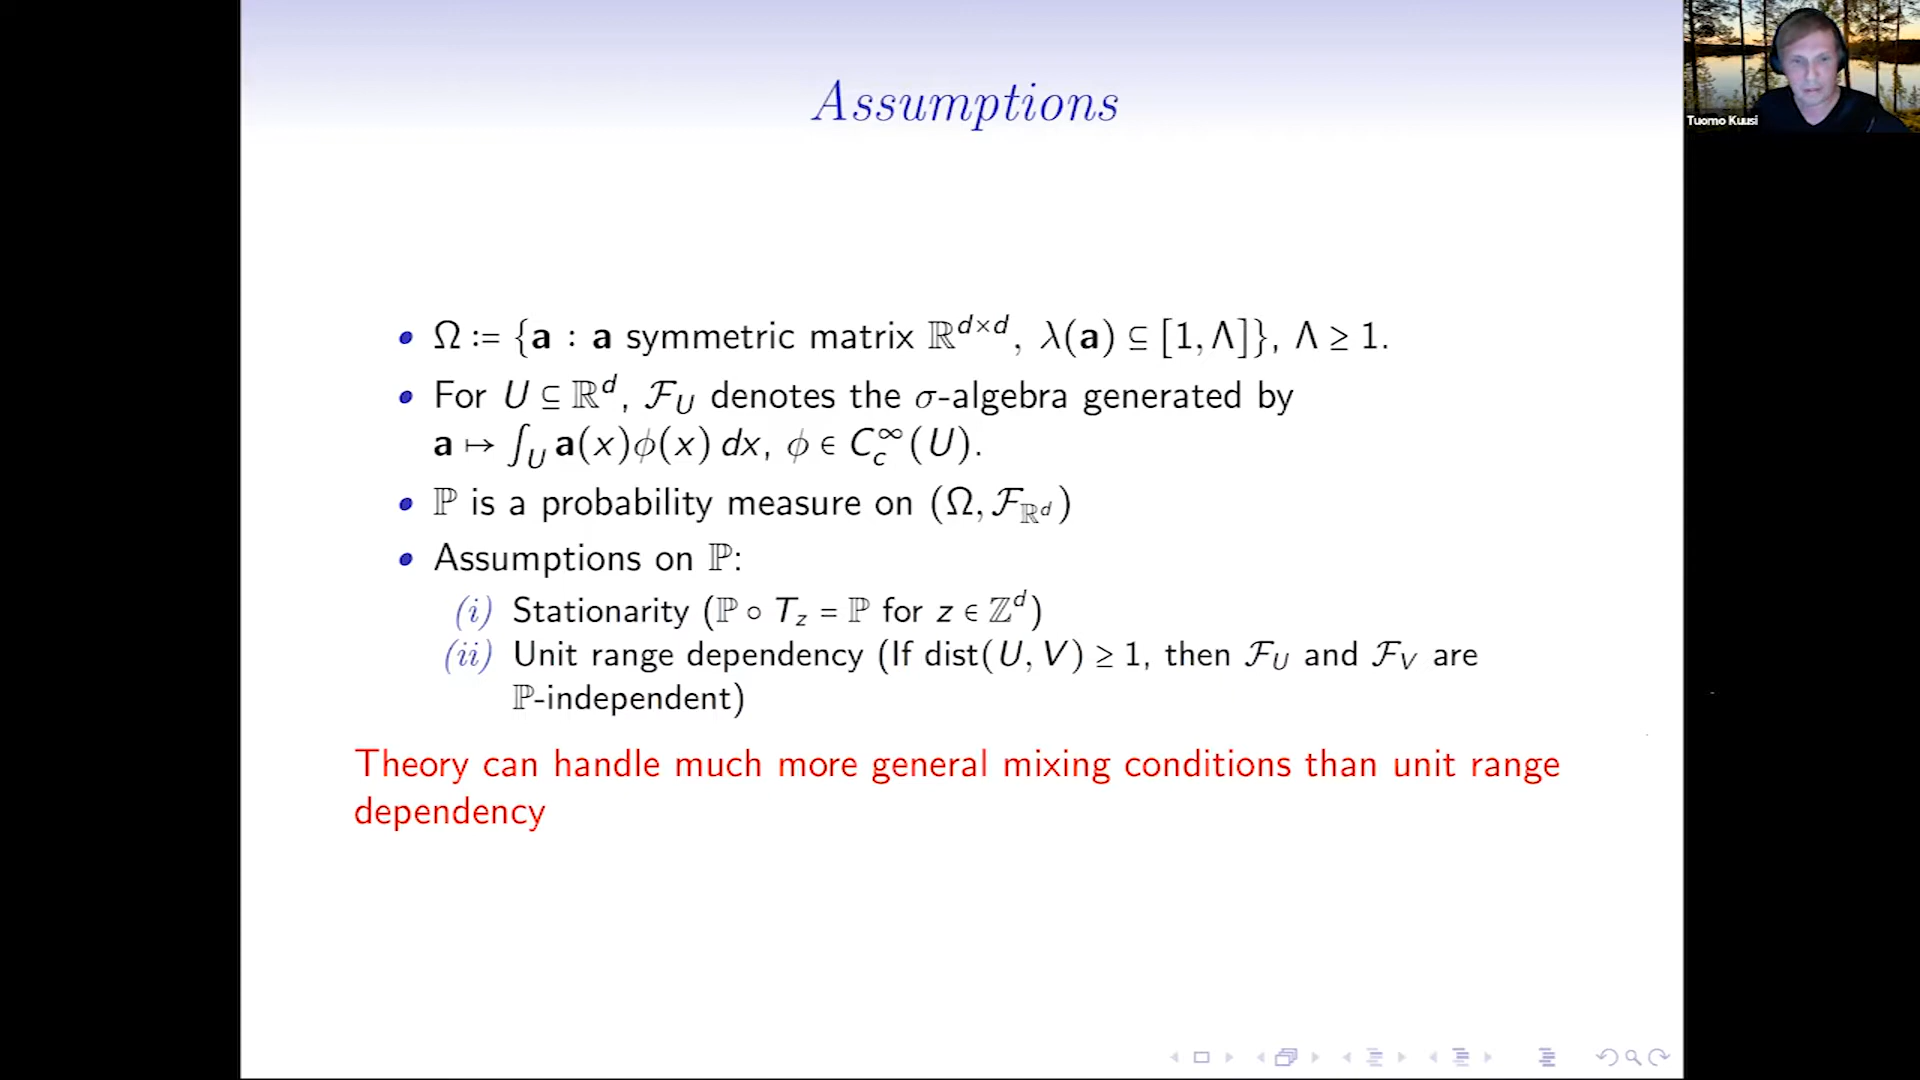 Assumptions
Tuomo Kuusi
• Ω := {𝐚 : 𝐚 symmetric matrix ℝ^{d×d}, λ(𝐚) ⊆ [1, Λ]}, Λ ≥ 1.
• For U ⊆ ℝ^d, ℱ_U denotes the σ-algebra generated by
𝐚 ↦ ∫_U 𝐚(x)ϕ(x) dx, ϕ ∈ C_c^∞(U).
• ℙ is a probability measure on (Ω, ℱ_{ℝ^d})
• Assumptions on ℙ:
(i) Stationarity (ℙ ∘ T_z = ℙ for z ∈ ℤ^d)
(ii) Unit range dependency (If dist(U, V) ≥ 1, then ℱ_U and ℱ_V are
ℙ-independent)
Theory can handle much more general mixing conditions than unit range
dependency